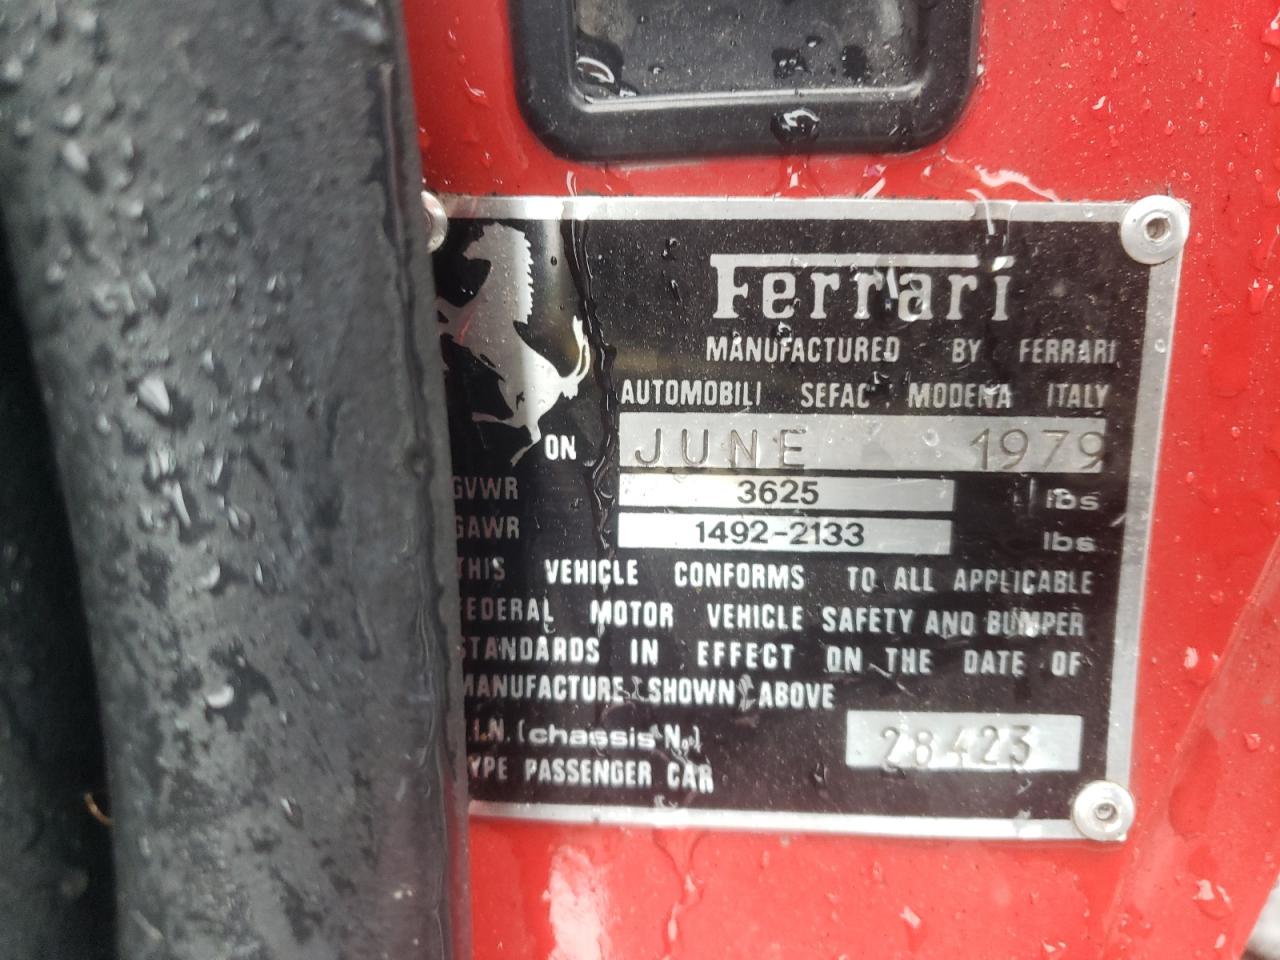 Ferrari
MANUFACTURED BY FERRARI
AUTOMOBILI SEFAC, MODENA ITALY
ON JUNE 1979
GVWR 3625 lbs
GAWR 1492-2133 lbs
THIS VEHICLE CONFORMS TO ALL APPLICABLE
FEDERAL MOTOR VEHICLE SAFETY AND BUMPER
STANDARDS IN EFFECT ON THE DATE OF
MANUFACTURE SHOWN ABOVE
.I.N. (chassis No.) 28423
YPE PASSENGER CAR